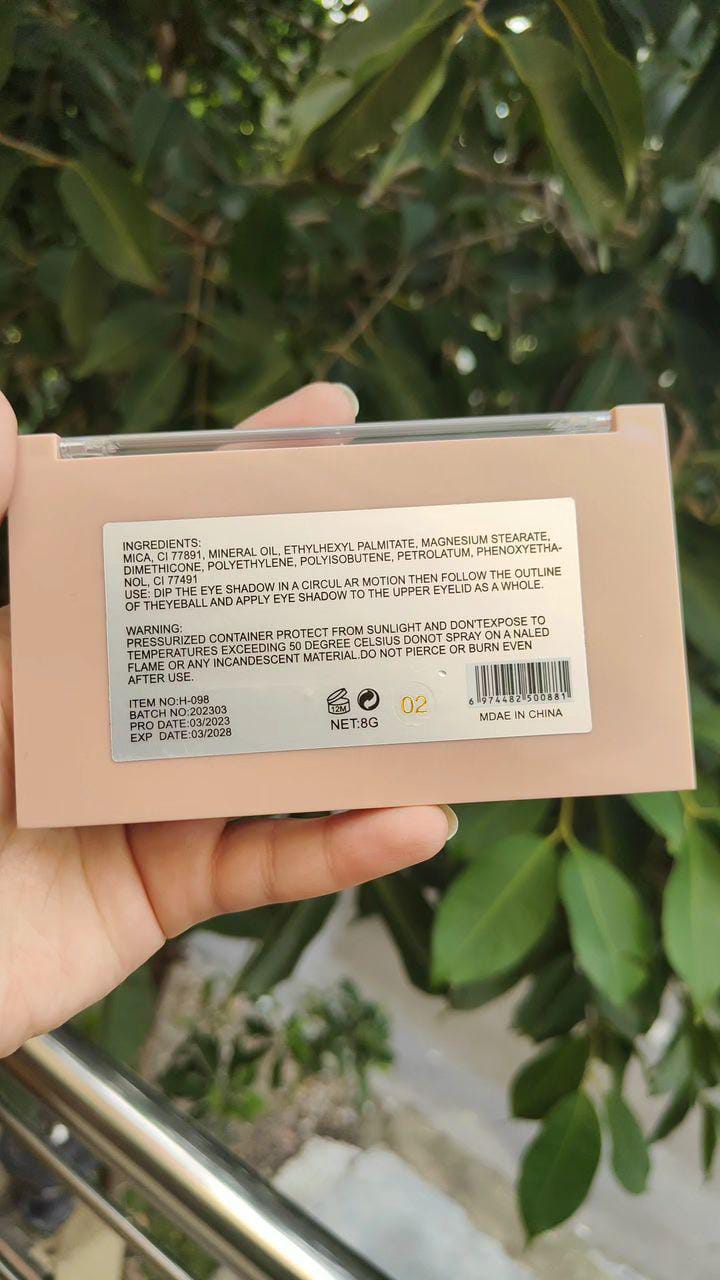 INGREDIENTS:
MICA, CI 77891, MINERAL OIL, ETHYLHEXYL PALMITATE, MAGNESIUM STEARATE,
DIMETHICONE, POLYETHYLENE, POLYISOBUTENE, PETROLATUM, PHENOXYETHA-
NOL, CI 77491
USE: DIP THE EYE SHADOW IN A CIRCUL AR MOTION THEN FOLLOW THE OUTLINE
OF THEYEBALL AND APPLY EYE SHADOW TO THE UPPER EYELID AS A WHOLE.
WARNING:
PRESSURIZED CONTAINER PROTECT FROM SUNLIGHT AND DON'TEXPOSE TO
TEMPERATURES EXCEEDING 50 DEGREE CELSIUS DONOT SPRAY ON A NALED
FLAME OR ANY INCANDESCENT MATERIAL.DO NOT PIERCE OR BURN EVEN
AFTER USE.
ITEM NO:H-098
BATCH NO:202303
PRO DATE:03/2023
EXP DATE:03/2028
12M
NET:8G
02
6 974482 500881
MDAE IN CHINA